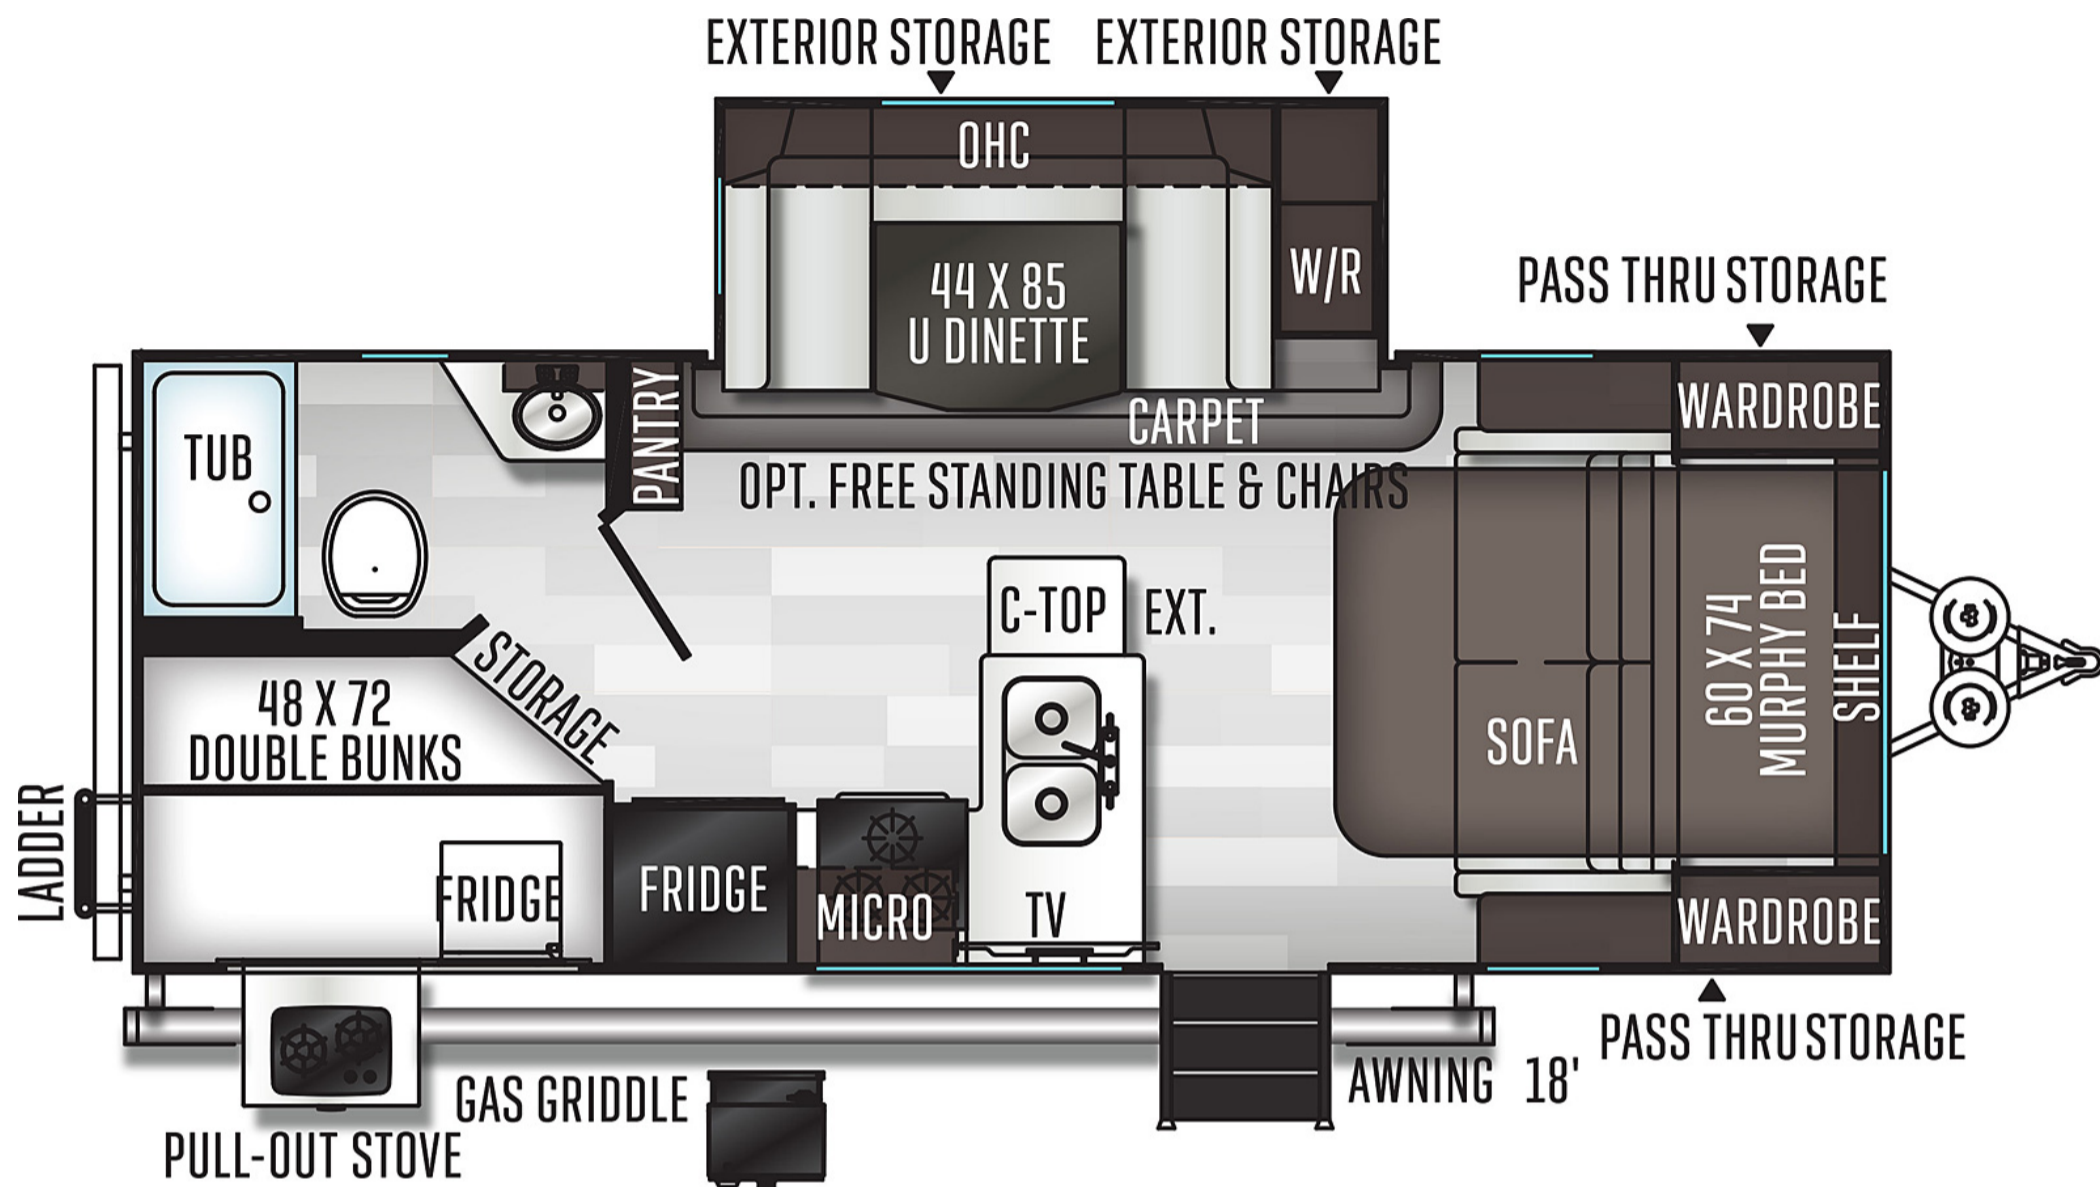 EXTERIOR STORAGE
EXTERIOR STORAGE
OHC
44 X 85
U DINETTE
W/R
PASS THRU STORAGE
TUB
PANTRY
CARPET
WARDROBE
OPT. FREE STANDING TABLE & CHAIRS
C-TOP
EXT.
STORAGE
48 X 72
DOUBLE BUNKS
SOFA
60 X 74
MURPHY BED
SHELF
LADDER
FRIDGE
FRIDGE
MICRO
TV
WARDROBE
PASS THRU STORAGE
AWNING 18'
GAS GRIDDLE
PULL-OUT STOVE